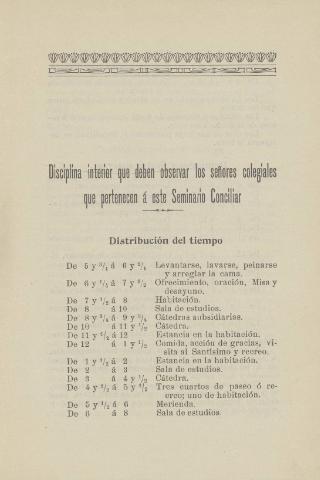 Disciplina interior que deben observar los señores colegiales
que pertenecen á este Seminario Conciliar
Distribución del tiempo
De 5 y 3/4 á 6 y 2/4 Levantarse, lavarse, peinarse
y arreglar la cama.
De 6 y 1/2 á 7 y 1/2 Ofrecimiento, oración, Misa y
desayuno.
De 7 y 1/2 á 8 Habitación.
De 8 á 10 Sala de estudios.
De 8 y 3/4 á 9 y 3/4 Cátedras subsidiarias.
De 10 á 11 y 1/2 Cátedra.
De 11 y 1/2 á 12 Estancia en la habitación.
De 12 á 1 y 1/2 Comida, acción de gracias, vi-
sita al Santísimo y recreo.
De 1 y 1/2 á 2 Estancia en la habitación.
De 2 á 3 Sala de estudios.
De 3 á 4 y 1/2 Cátedra.
De 4 y 1/2 á 5 y 1/2 Tres cuartos de paseo ó re-
creo; uno de habitación.
De 5 y 1/2 á 6 Merienda.
De 6 á 8 Sala de estudios